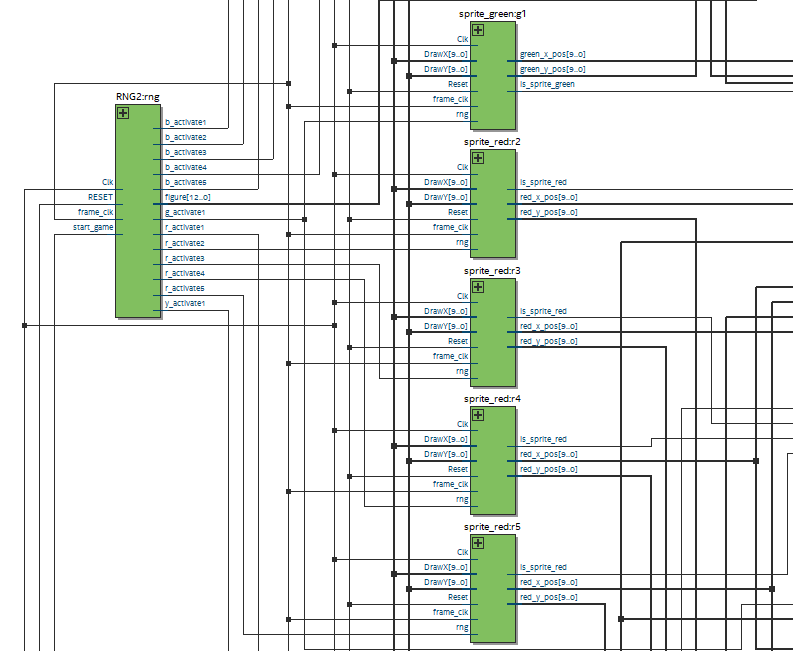 sprite_green:g1
Clk
DrawX[9..0]
DrawY[9..0]
Reset
frame_clk
rng
green_x_pos[9..0]
green_y_pos[9..0]
is_sprite_green
RNG2:rng
Clk
RESET
frame_clk
start_game
b_activate1
b_activate2
b_activate3
b_activate4
b_activate5
figure[12..0]
g_activate1
r_activate1
r_activate2
r_activate3
r_activate4
r_activate5
y_activate1
sprite_red:r2
Clk
DrawX[9..0]
DrawY[9..0]
Reset
frame_clk
rng
is_sprite_red
red_x_pos[9..0]
red_y_pos[9..0]
sprite_red:r3
Clk
DrawX[9..0]
DrawY[9..0]
Reset
frame_clk
rng
is_sprite_red
red_x_pos[9..0]
red_y_pos[9..0]
sprite_red:r4
Clk
DrawX[9..0]
DrawY[9..0]
Reset
frame_clk
rng
is_sprite_red
red_x_pos[9..0]
red_y_pos[9..0]
sprite_red:r5
Clk
DrawX[9..0]
DrawY[9..0]
Reset
frame_clk
rng
is_sprite_red
red_x_pos[9..0]
red_y_pos[9..0]